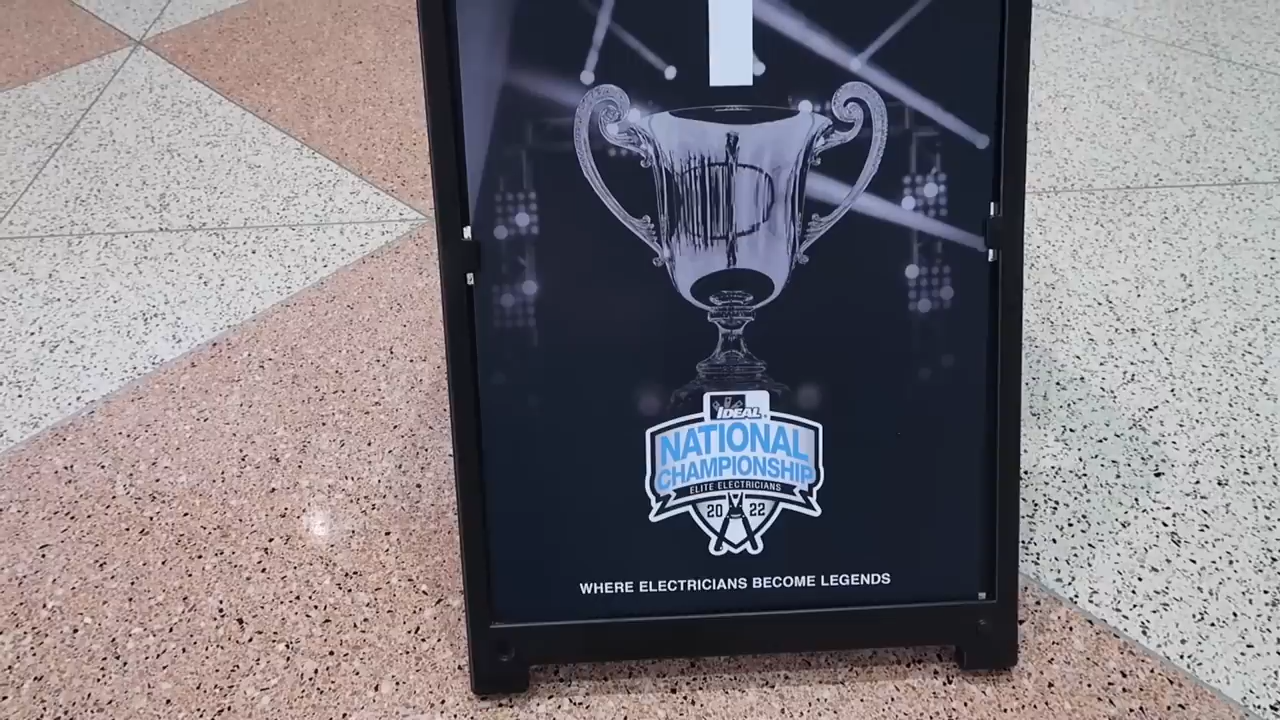 IDEAL
NATIONAL
CHAMPIONSHIP
ELITE ELECTRICIANS
20 22
WHERE ELECTRICIANS BECOME LEGENDS